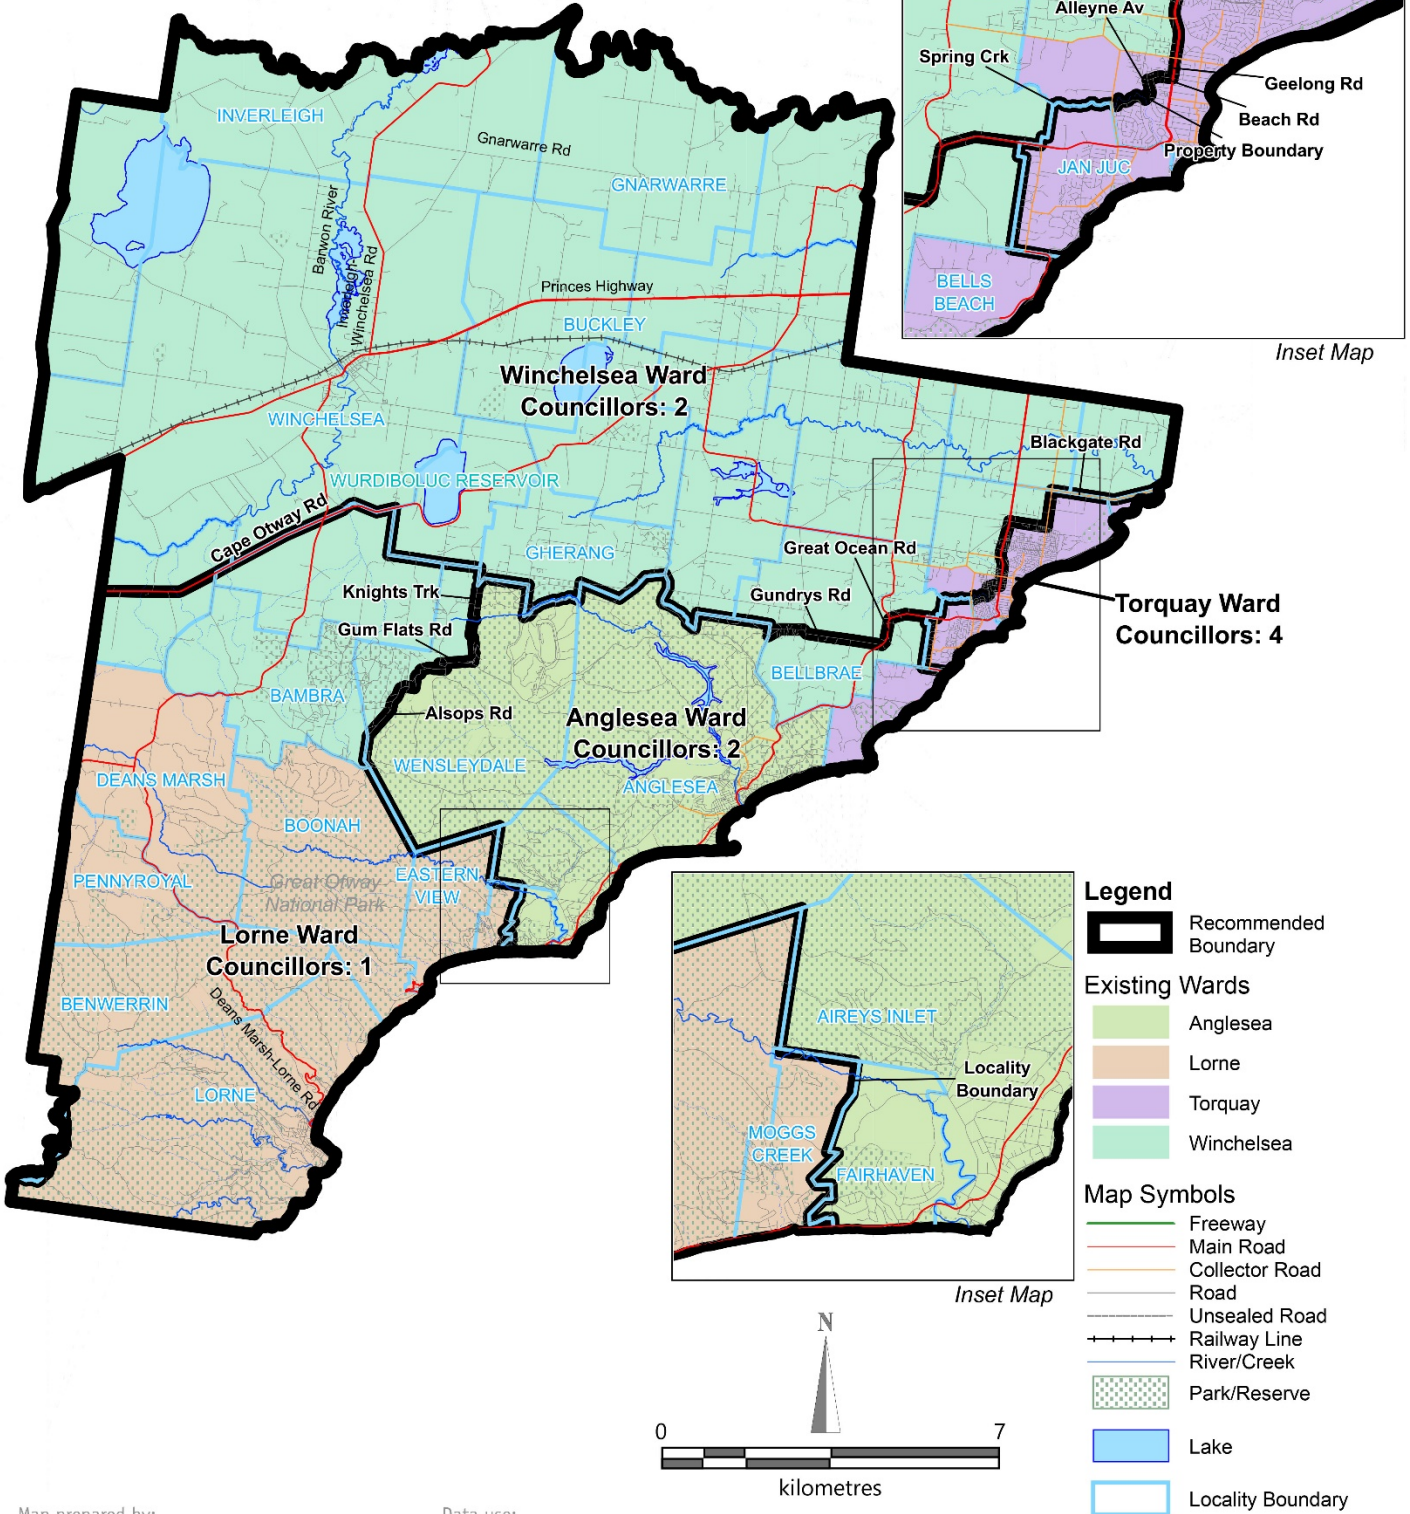 Alleyne Av
Spring Crk
Geelong Rd
Beach Rd
Property Boundary
JAN JUC
BELLS
BEACH
Inset Map
INVERLEIGH
Gnarwarre Rd
GNARWARRE
Barwon River
Inverleigh-
Winchelsea Rd
Princes Highway
BUCKLEY
Winchelsea Ward
Councillors: 2
WINCHELSEA
Blackgate Rd
WURDIBOLUC RESERVOIR
Cape Otway Rd
GHERANG
Great Ocean Rd
Knights Trk
Gundrys Rd
Torquay Ward
Councillors: 4
Gum Flats Rd
BELLBRAE
BAMBRA
Alsops Rd
Anglesea Ward
Councillors: 2
WENSLEYDALE
ANGLESEA
DEANS MARSH
BOONAH
PENNYROYAL
Great Otway
National Park
EASTERN
VIEW
Lorne Ward
Councillors: 1
BENWERRIN
Deans Marsh-Lorne Rd
LORNE
AIREYS INLET
Locality
Boundary
MOGGS
CREEK
FAIRHAVEN
Inset Map
Legend
Recommended
Boundary
Existing Wards
Anglesea
Lorne
Torquay
Winchelsea
Map Symbols
Freeway
Main Road
Collector Road
Road
Unsealed Road
Railway Line
River/Creek
Park/Reserve
Lake
Locality Boundary
N
0 7
kilometres
Map prepared by:
Data use: